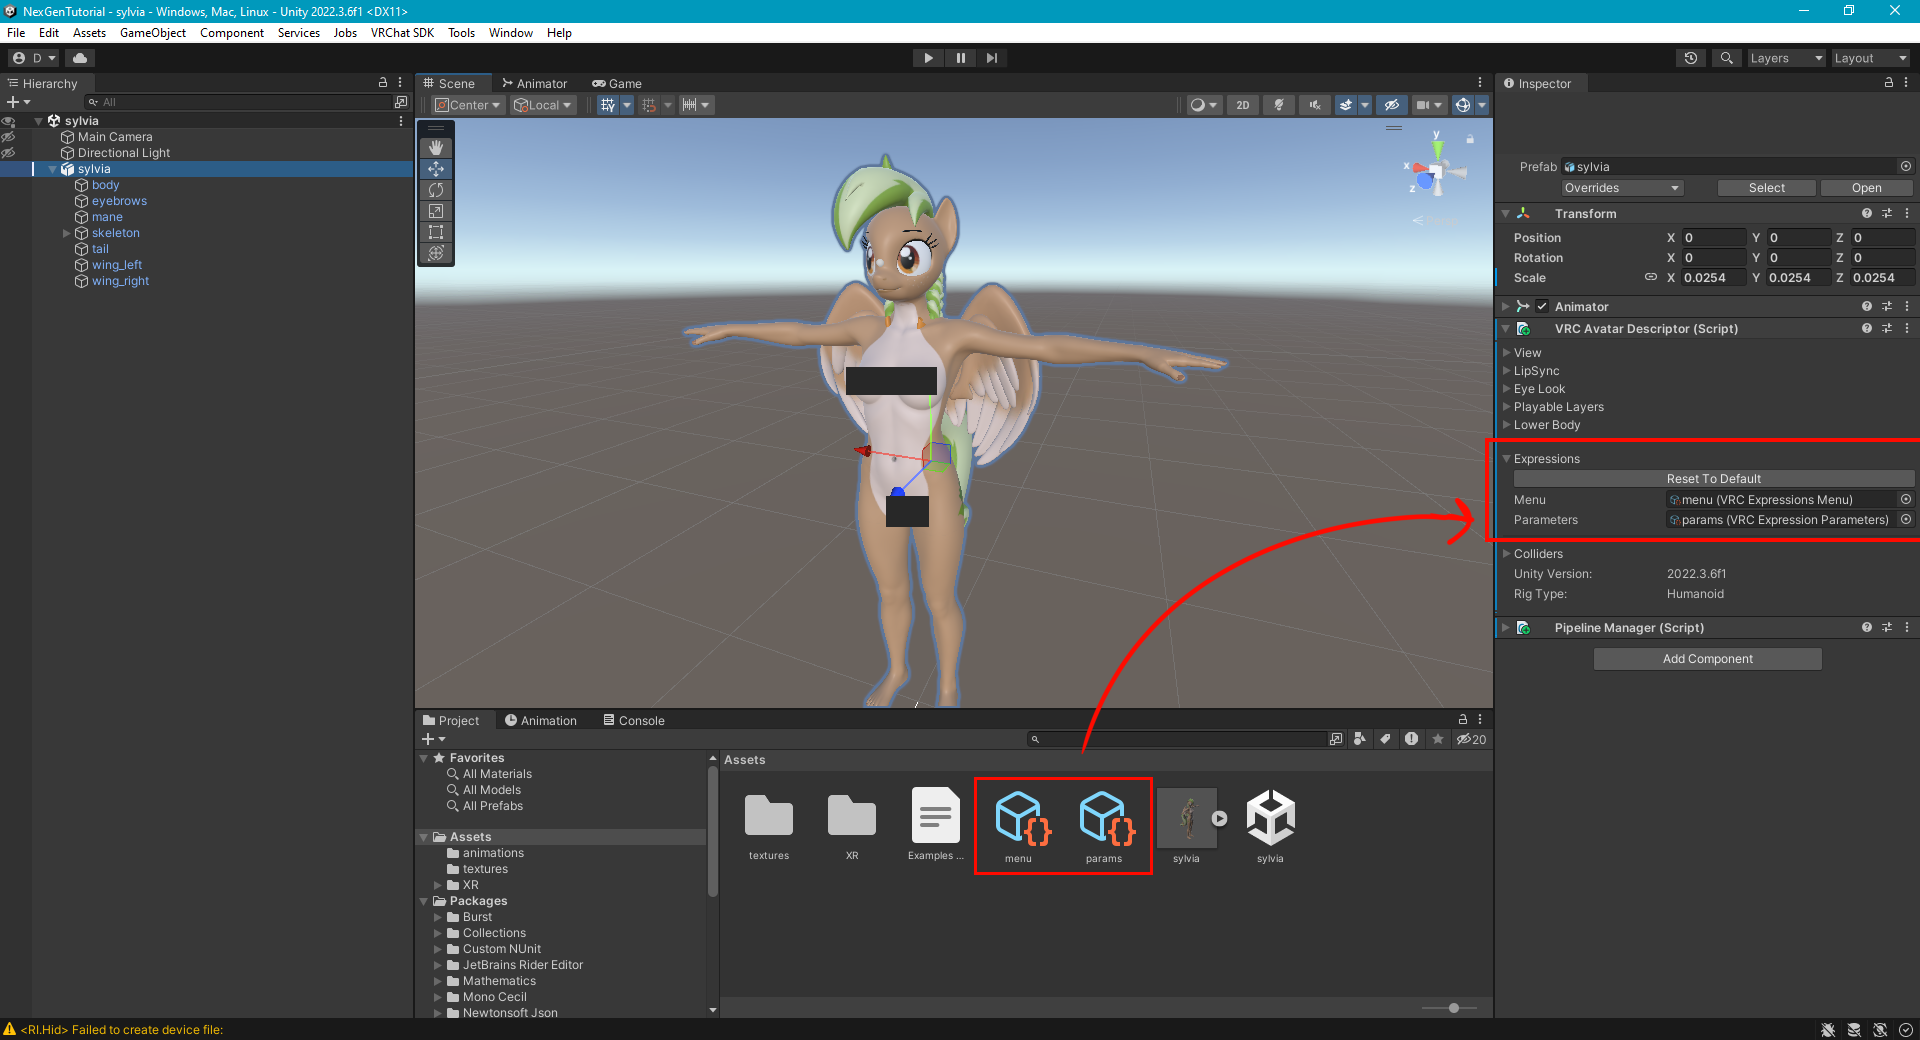 NexGenTutorial - sylvia - Windows, Mac, Linux - Unity 2022.3.6f1 <DX11>
File Edit Assets GameObject Component Services Jobs VRChat SDK Tools Window Help
D Layers Layout
Hierarchy
All
sylvia
Main Camera
Directional Light
sylvia
body
eyebrows
mane
skeleton
tail
wing_left
wing_right
Scene Animator Game
Center Local 2D
y
x
z
Inspector
Prefab sylvia
Overrides Select Open
Transform
Position X 0 Y 0 Z 0
Rotation X 0 Y 0 Z 0
Scale X 0.0254 Y 0.0254 Z 0.0254
Animator
VRC Avatar Descriptor (Script)
View
LipSync
Eye Look
Playable Layers
Lower Body
Expressions
Reset To Default
Menu menu (VRC Expressions Menu)
Parameters params (VRC Expression Parameters)
Colliders
Unity Version: 2022.3.6f1
Rig Type: Humanoid
Pipeline Manager (Script)
Add Component
Project Animation Console
20
Favorites
All Materials
All Models
All Prefabs
Assets
animations
textures
XR
Packages
Burst
Collections
Custom NUnit
JetBrains Rider Editor
Mathematics
Mono Cecil
Newtonsoft Json
Assets
textures XR Examples ... menu params sylvia sylvia
<RI.Hid> Failed to create device file: